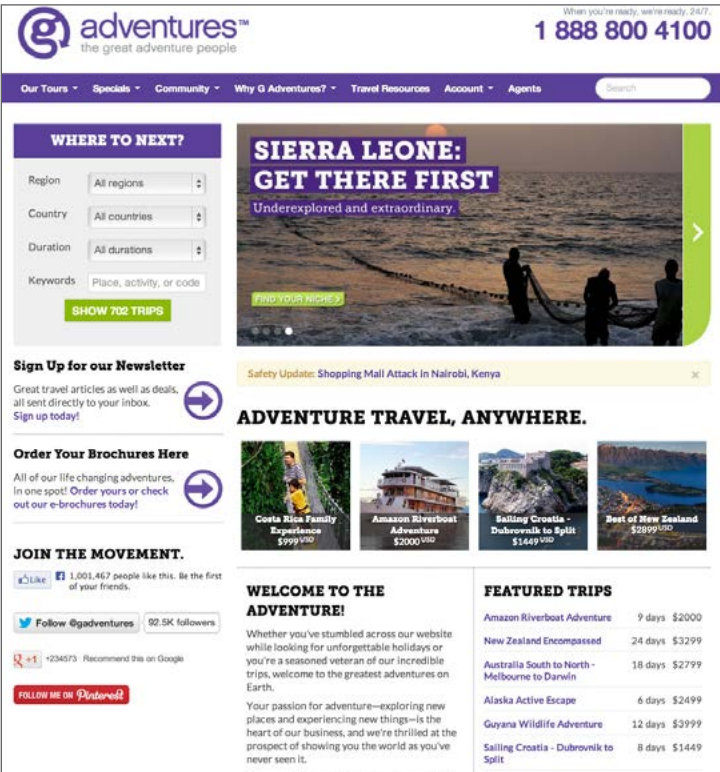 g adventures™
the great adventure people
When you're ready, we're ready. 24/7.
1 888 800 4100
Our Tours
Specials
Community
Why G Adventures?
Travel Resources
Account
Agents
Search
WHERE TO NEXT?
Region
All regions
Country
All countries
Duration
All durations
Keywords
Place, activity, or code
SHOW 702 TRIPS
SIERRA LEONE:
GET THERE FIRST
Underexplored and extraordinary.
FIND YOUR NICHE >
Safety Update: Shopping Mall Attack in Nairobi, Kenya
×
Sign Up for our Newsletter
Great travel articles as well as deals,
all sent directly to your inbox.
Sign up today!
Order Your Brochures Here
All of our life changing adventures,
in one spot! Order yours or check
out our e-brochures today!
JOIN THE MOVEMENT.
Like
1,001,467 people like this. Be the first
of your friends.
Follow @gadventures
92.5K followers
+1
+234573
Recommend this on Google
FOLLOW ME ON Pinterest
ADVENTURE TRAVEL, ANYWHERE.
Costa Rica Family
Experience
$999 USD
Amazon Riverboat
Adventure
$2000 USD
Sailing Croatia -
Dubrovnik to Split
$1449 USD
Best of New Zealand
$2899 USD
WELCOME TO THE
ADVENTURE!
Whether you've stumbled across our website
while looking for unforgettable holidays or
you're a seasoned veteran of our incredible
trips, welcome to the greatest adventures on
Earth.
Your passion for adventure—exploring new
places and experiencing new things—is the
heart of our business, and we're thrilled at the
prospect of showing you the world as you've
never seen it.
FEATURED TRIPS
Amazon Riverboat Adventure 9 days $2000
New Zealand Encompassed 24 days $3299
Australia South to North - 18 days $2799
Melbourne to Darwin
Alaska Active Escape 6 days $2499
Guyana Wildlife Adventure 12 days $3999
Sailing Croatia - Dubrovnik to 8 days $1449
Split